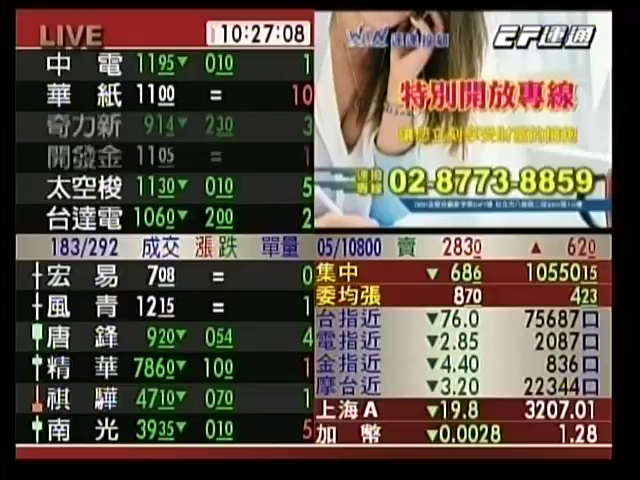 LIVE 10:27:08
中電 1195▼ 010 1
華紙 1100 = 10
奇力新 914▼ 230 3
開發金 1105 = 1
太空梭 1130▼ 010 5
台達電 1060▼ 200 2
特別開放專線
02-8773-8859
183/292 成交 漲跌 單量 05/10800 賣 2830 ▲ 620
宏易 708 = 0
風青 1215 = 1
唐鋒 920▼ 054 4
精華 7860▼ 100 1
祺驊 4710▼ 070 1
南光 3935▼ 010 5
集中 ▼ 686 1055015
委均張 870 423
台指近 ▼76.0 75687口
電指近 ▼2.85 2087口
金指近 ▼4.40 836口
摩台近 ▼3.20 22344口
上海A ▼19.8 3207.01
加幣 ▼0.0028 1.28